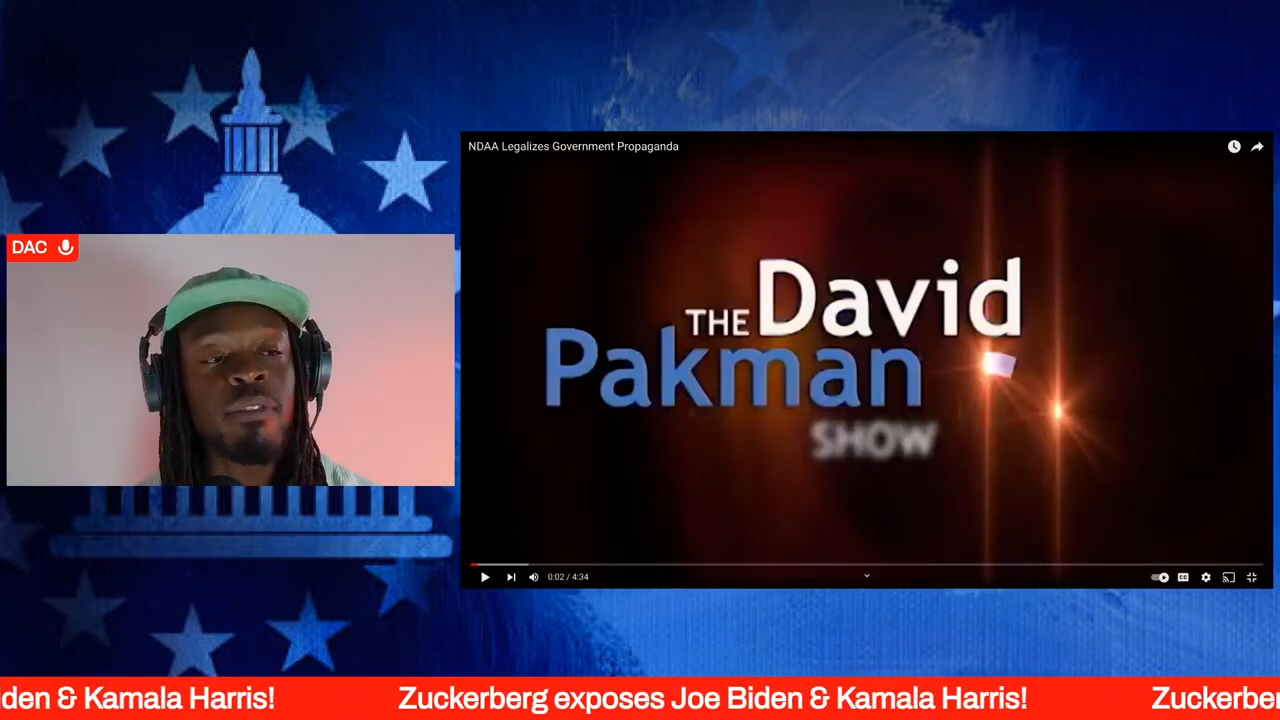 NDAA Legalizes Government Propaganda
DAC
THE David
Pakman
SHOW
0:02 / 4:34
CC
iden & Kamala Harris!
Zuckerberg exposes Joe Biden & Kamala Harris!
Zuckerber